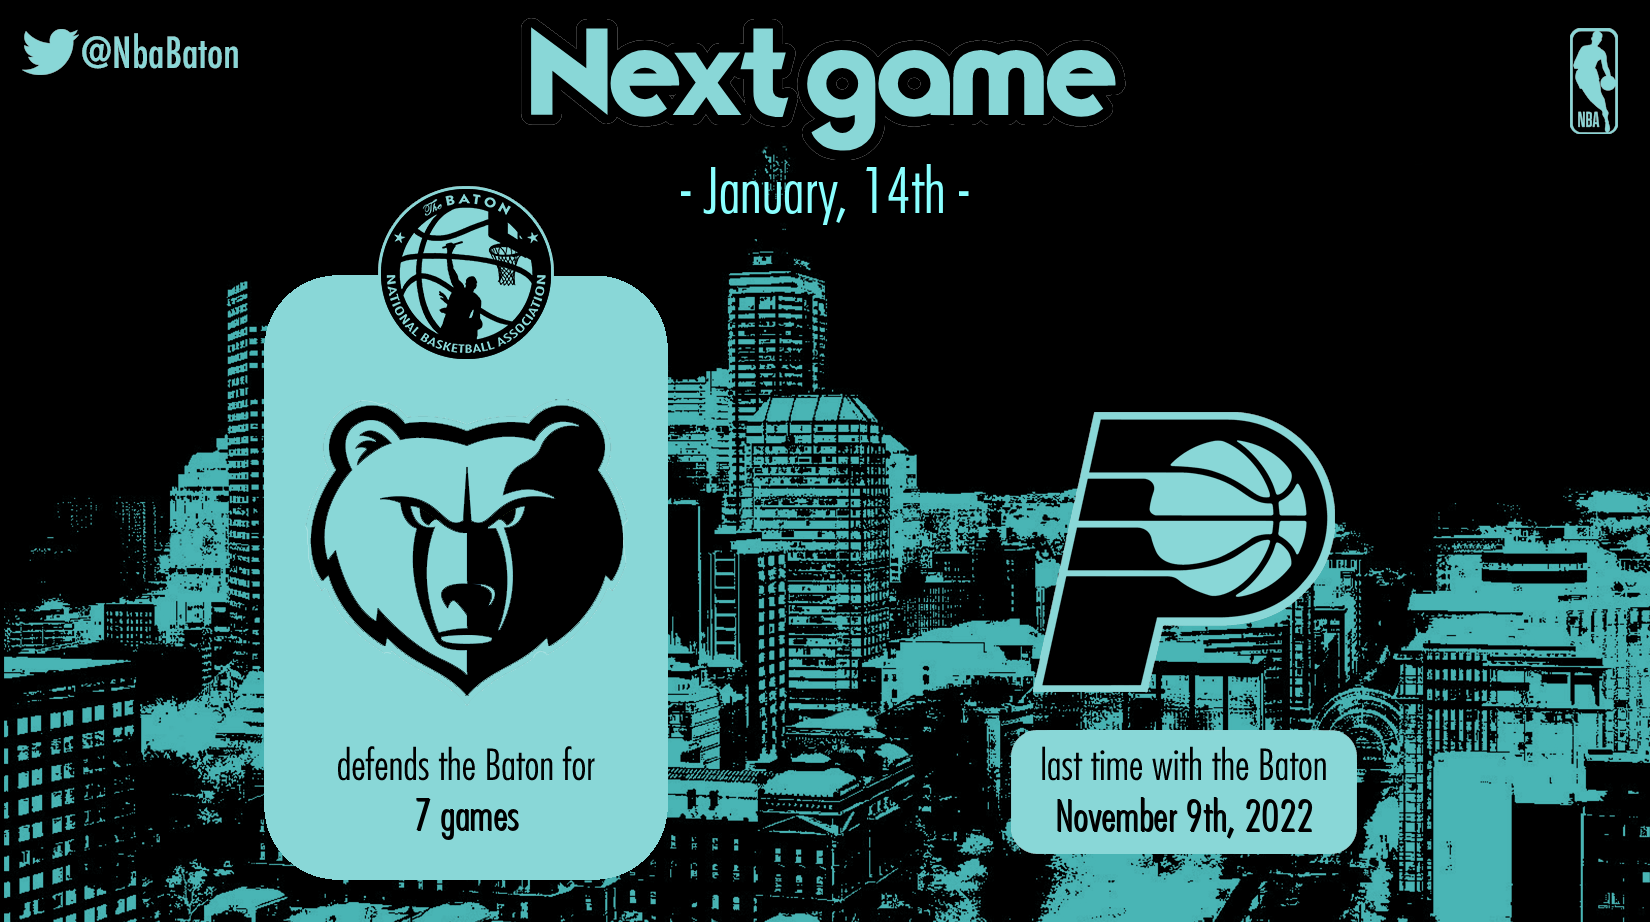 @NbaBaton
Next game
NBA
- January, 14th -
The BATON
NATIONAL BASKETBALL ASSOCIATION
defends the Baton for
7 games
last time with the Baton
November 9th, 2022